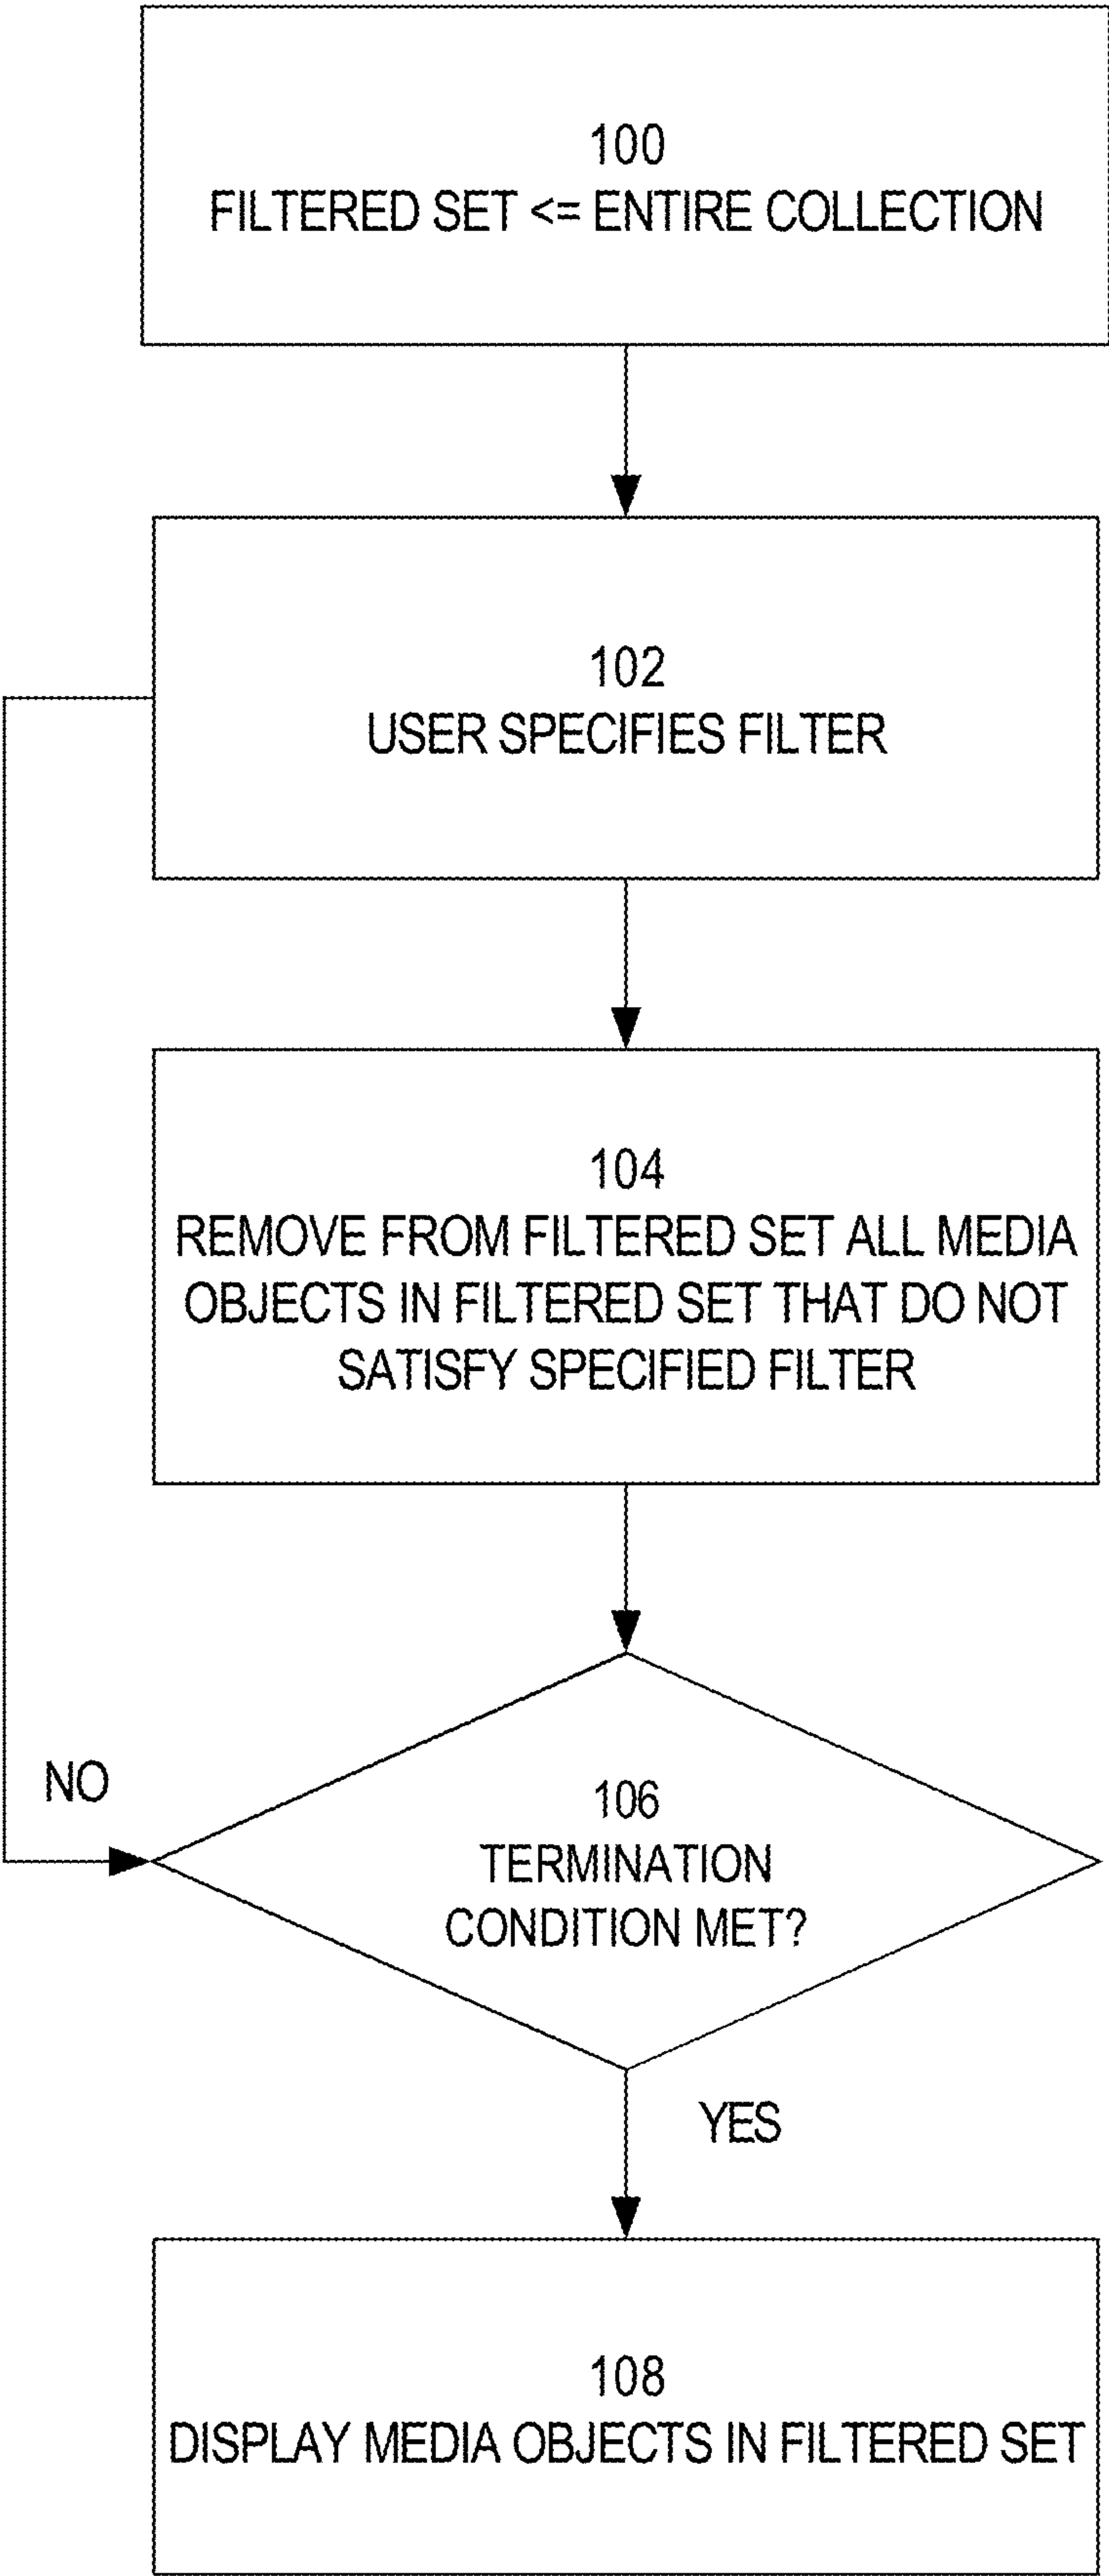 100
FILTERED SET <= ENTIRE COLLECTION
102
USER SPECIFIES FILTER
104
REMOVE FROM FILTERED SET ALL MEDIA
OBJECTS IN FILTERED SET THAT DO NOT
SATISFY SPECIFIED FILTER
NO
106
TERMINATION
CONDITION MET?
YES
108
DISPLAY MEDIA OBJECTS IN FILTERED SET